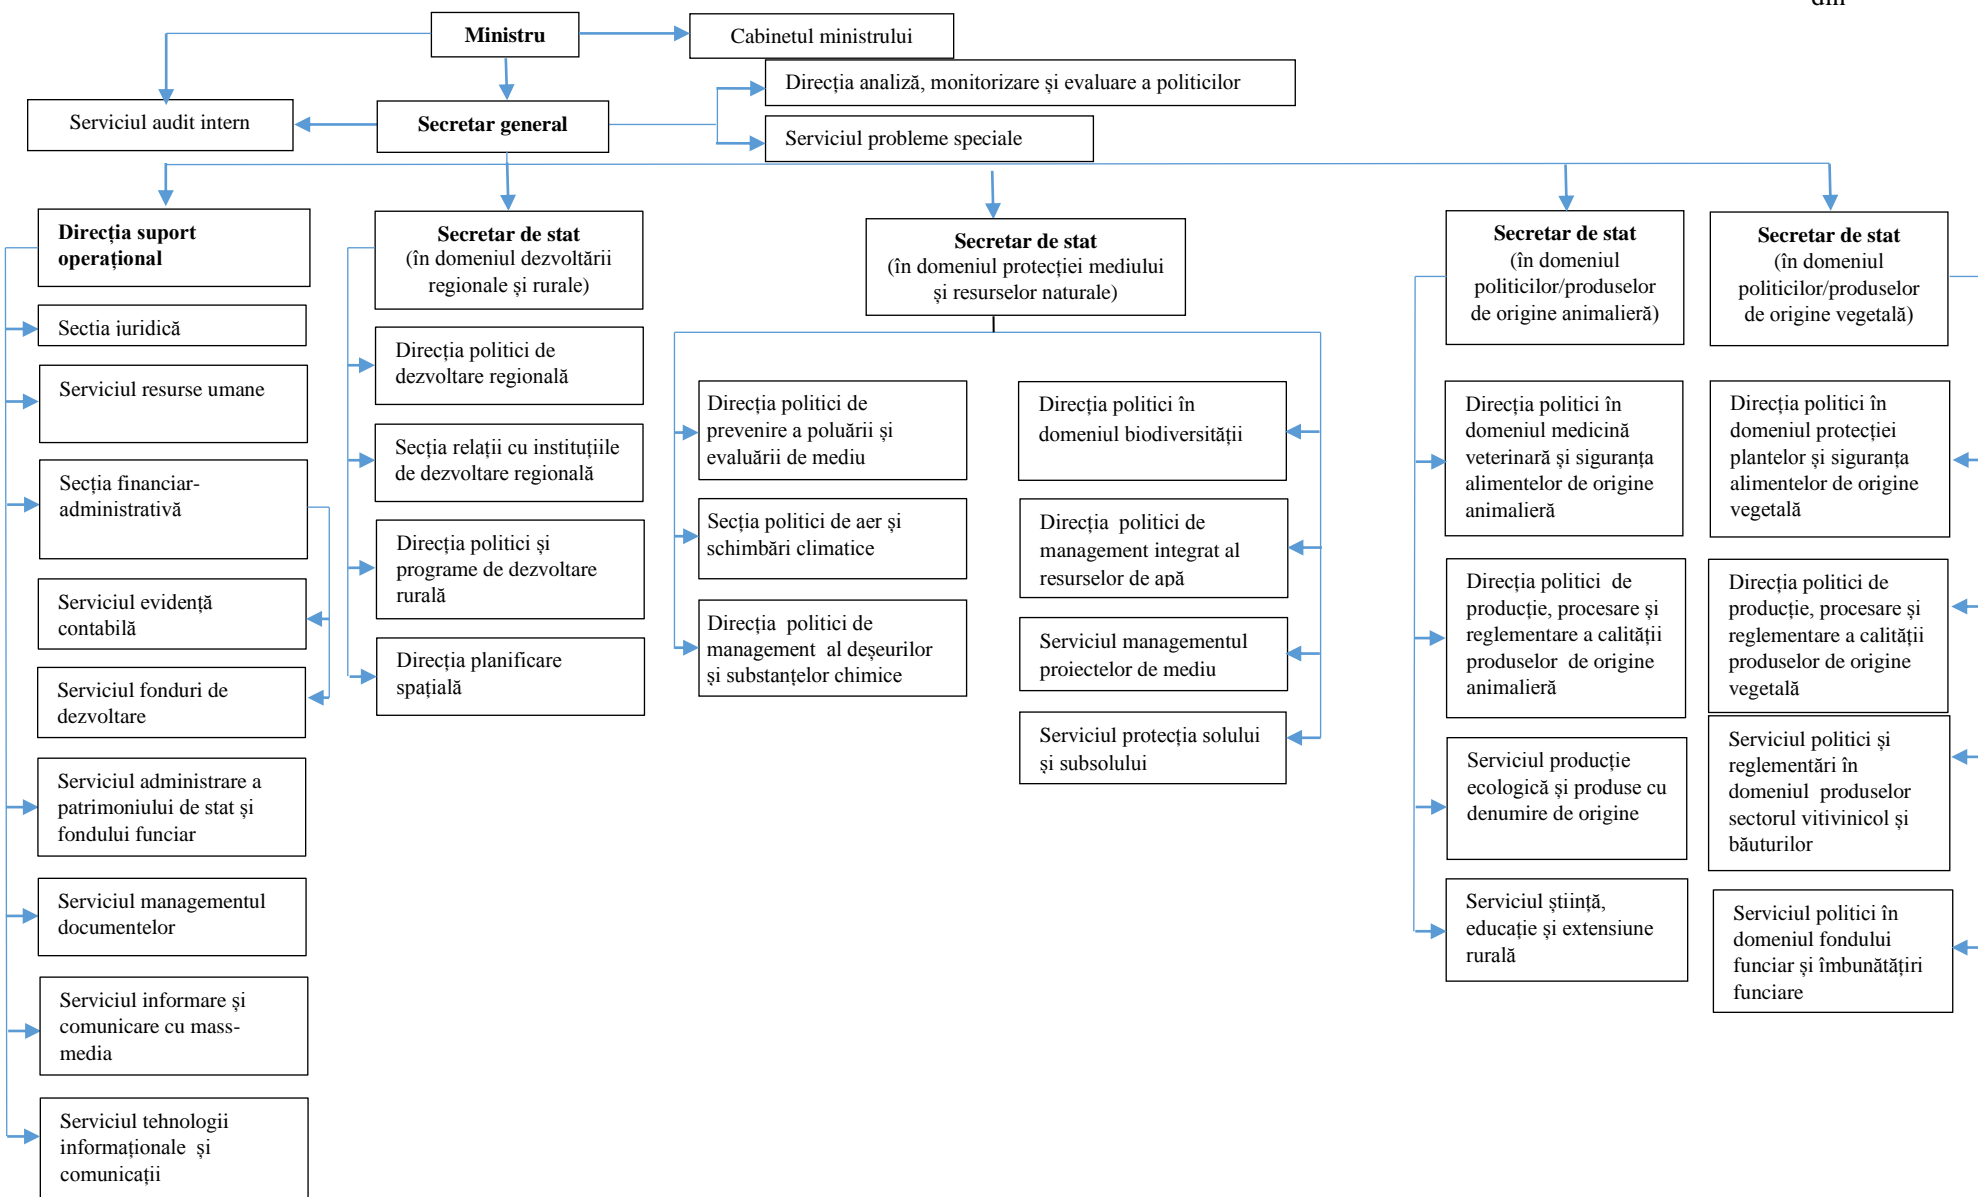 din
Ministru
Cabinetul ministrului
Direcția analiză, monitorizare și evaluare a politicilor
Serviciul audit intern
Secretar general
Serviciul probleme speciale
Direcția suport
operațional
Sectia iuridică
Serviciul resurse umane
Secția financiar-
administrativă
Serviciul evidență
contabilă
Serviciul fonduri de
dezvoltare
Serviciul administrare a
patrimoniului de stat și
fondului funciar
Serviciul managementul
documentelor
Serviciul informare și
comunicare cu mass-
media
Serviciul tehnologii
informaționale și
comunicații
Secretar de stat
(în domeniul dezvoltării
regionale și rurale)
Direcția politici de
dezvoltare regională
Secția relații cu instituțiile
de dezvoltare regională
Direcția politici și
programe de dezvoltare
rurală
Direcția planificare
spațială
Secretar de stat
(în domeniul protecției mediului
și resurselor naturale)
Direcția politici de
prevenire a poluării și
evaluării de mediu
Secția politici de aer și
schimbări climatice
Direcția politici de
management al deșeurilor
și substanțelor chimice
Direcția politici în
domeniul biodiversității
Direcția politici de
management integrat al
resurselor de apă
Serviciul managementul
proiectelor de mediu
Serviciul protecția solului
și subsolului
Secretar de stat
(în domeniul
politicilor/produselor
de origine animalieră)
Direcția politici în
domeniul medicină
veterinară și siguranța
alimentelor de origine
animalieră
Direcția politici de
producție, procesare și
reglementare a calității
produselor de origine
animalieră
Serviciul producție
ecologică și produse cu
denumire de origine
Serviciul știință,
educație și extensiune
rurală
Secretar de stat
(în domeniul
politicilor/produselor
de origine vegetală)
Direcția politici în
domeniul protecției
plantelor și siguranța
alimentelor de origine
vegetală
Direcția politici de
producție, procesare și
reglementare a calității
produselor de origine
vegetală
Serviciul politici și
reglementări în
domeniul produselor
sectorul vitivinicol și
băuturilor
Serviciul politici în
domeniul fondului
funciar și îmbunătățiri
funciare